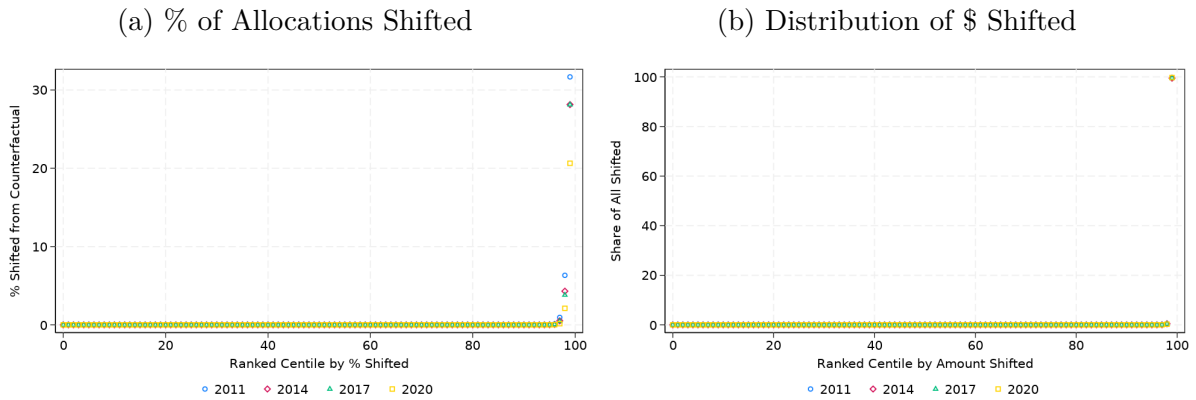 (a) % of Allocations Shifted
% Shifted from Counterfactual
30
20
10
0
0 20 40 60 80 100
Ranked Centile by % Shifted
2011 2014 2017 2020
(b) Distribution of $ Shifted
Share of All Shifted
100
80
60
40
20
0
0 20 40 60 80 100
Ranked Centile by Amount Shifted
2011 2014 2017 2020